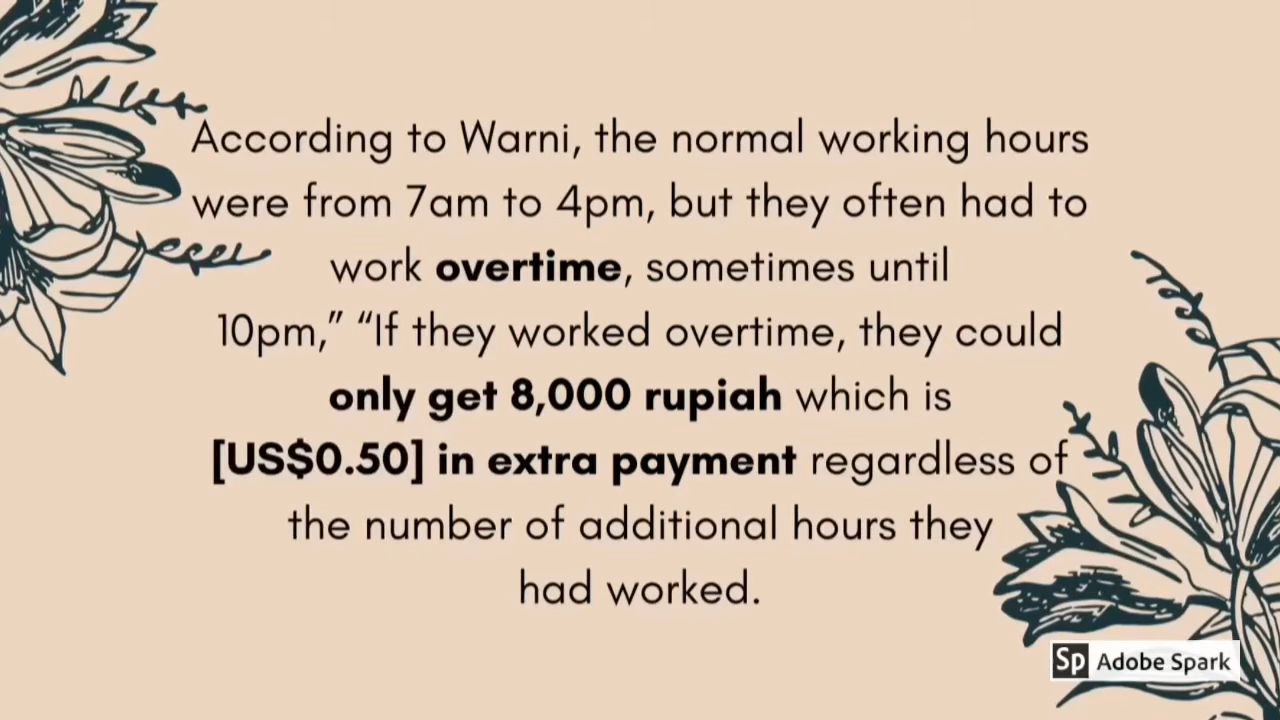 According to Warni, the normal working hours
were from 7am to 4pm, but they often had to
work overtime, sometimes until
10pm,” “If they worked overtime, they could
only get 8,000 rupiah which is
[US$0.50] in extra payment regardless of
the number of additional hours they
had worked.
Sp Adobe Spark